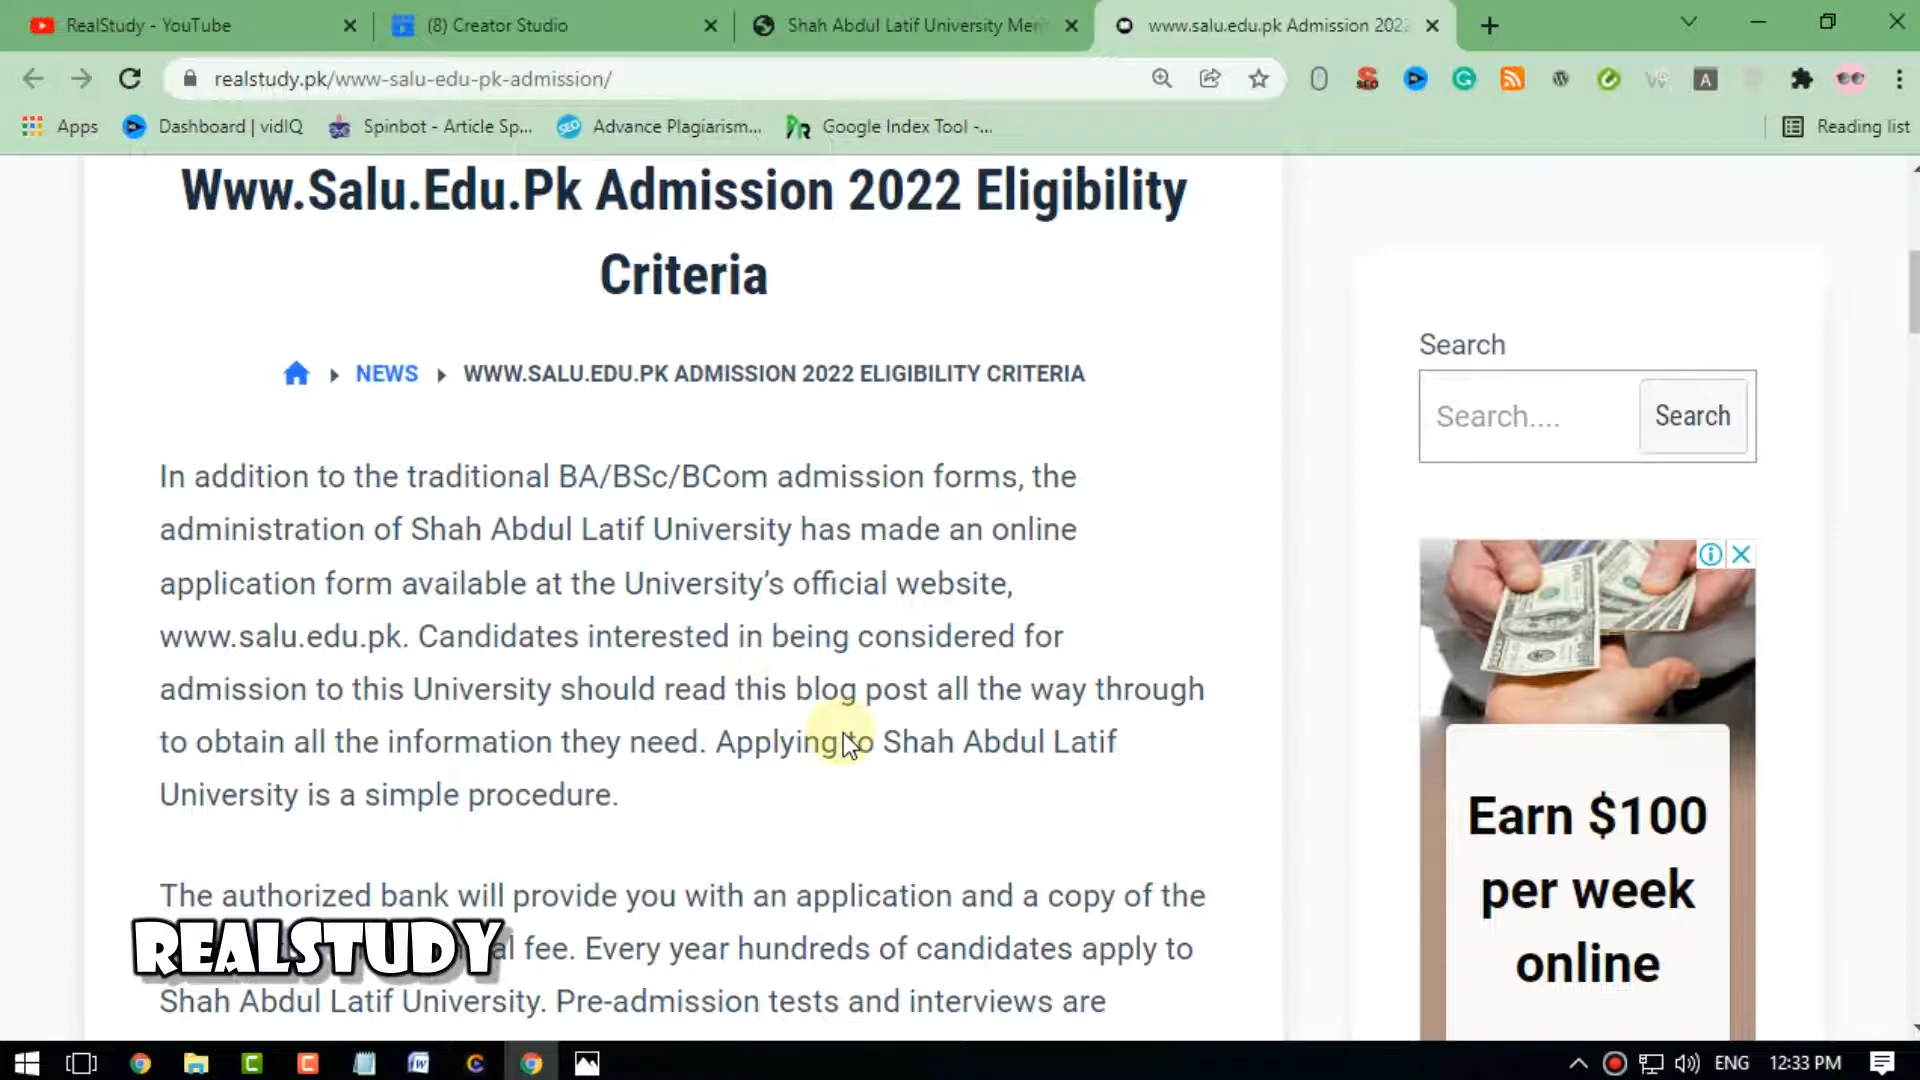 RealStudy - YouTube
(8) Creator Studio
Shah Abdul Latif University Meri
www.salu.edu.pk Admission 202
realstudy.pk/www-salu-edu-pk-admission/
Apps
Dashboard | vidIQ
Spinbot - Article Sp...
Advance Plagiarism...
Google Index Tool -...
Reading list
Www.Salu.Edu.Pk Admission 2022 Eligibility
Criteria
NEWS
WWW.SALU.EDU.PK ADMISSION 2022 ELIGIBILITY CRITERIA
In addition to the traditional BA/BSc/BCom admission forms, the
administration of Shah Abdul Latif University has made an online
application form available at the University’s official website,
www.salu.edu.pk. Candidates interested in being considered for
admission to this University should read this blog post all the way through
to obtain all the information they need. Applying to Shah Abdul Latif
University is a simple procedure.
The authorized bank will provide you with an application and a copy of the
fee. Every year hundreds of candidates apply to
Shah Abdul Latif University. Pre-admission tests and interviews are
REALSTUDY
Search
Search....
Search
Earn $100
per week
online
ENG
12:33 PM